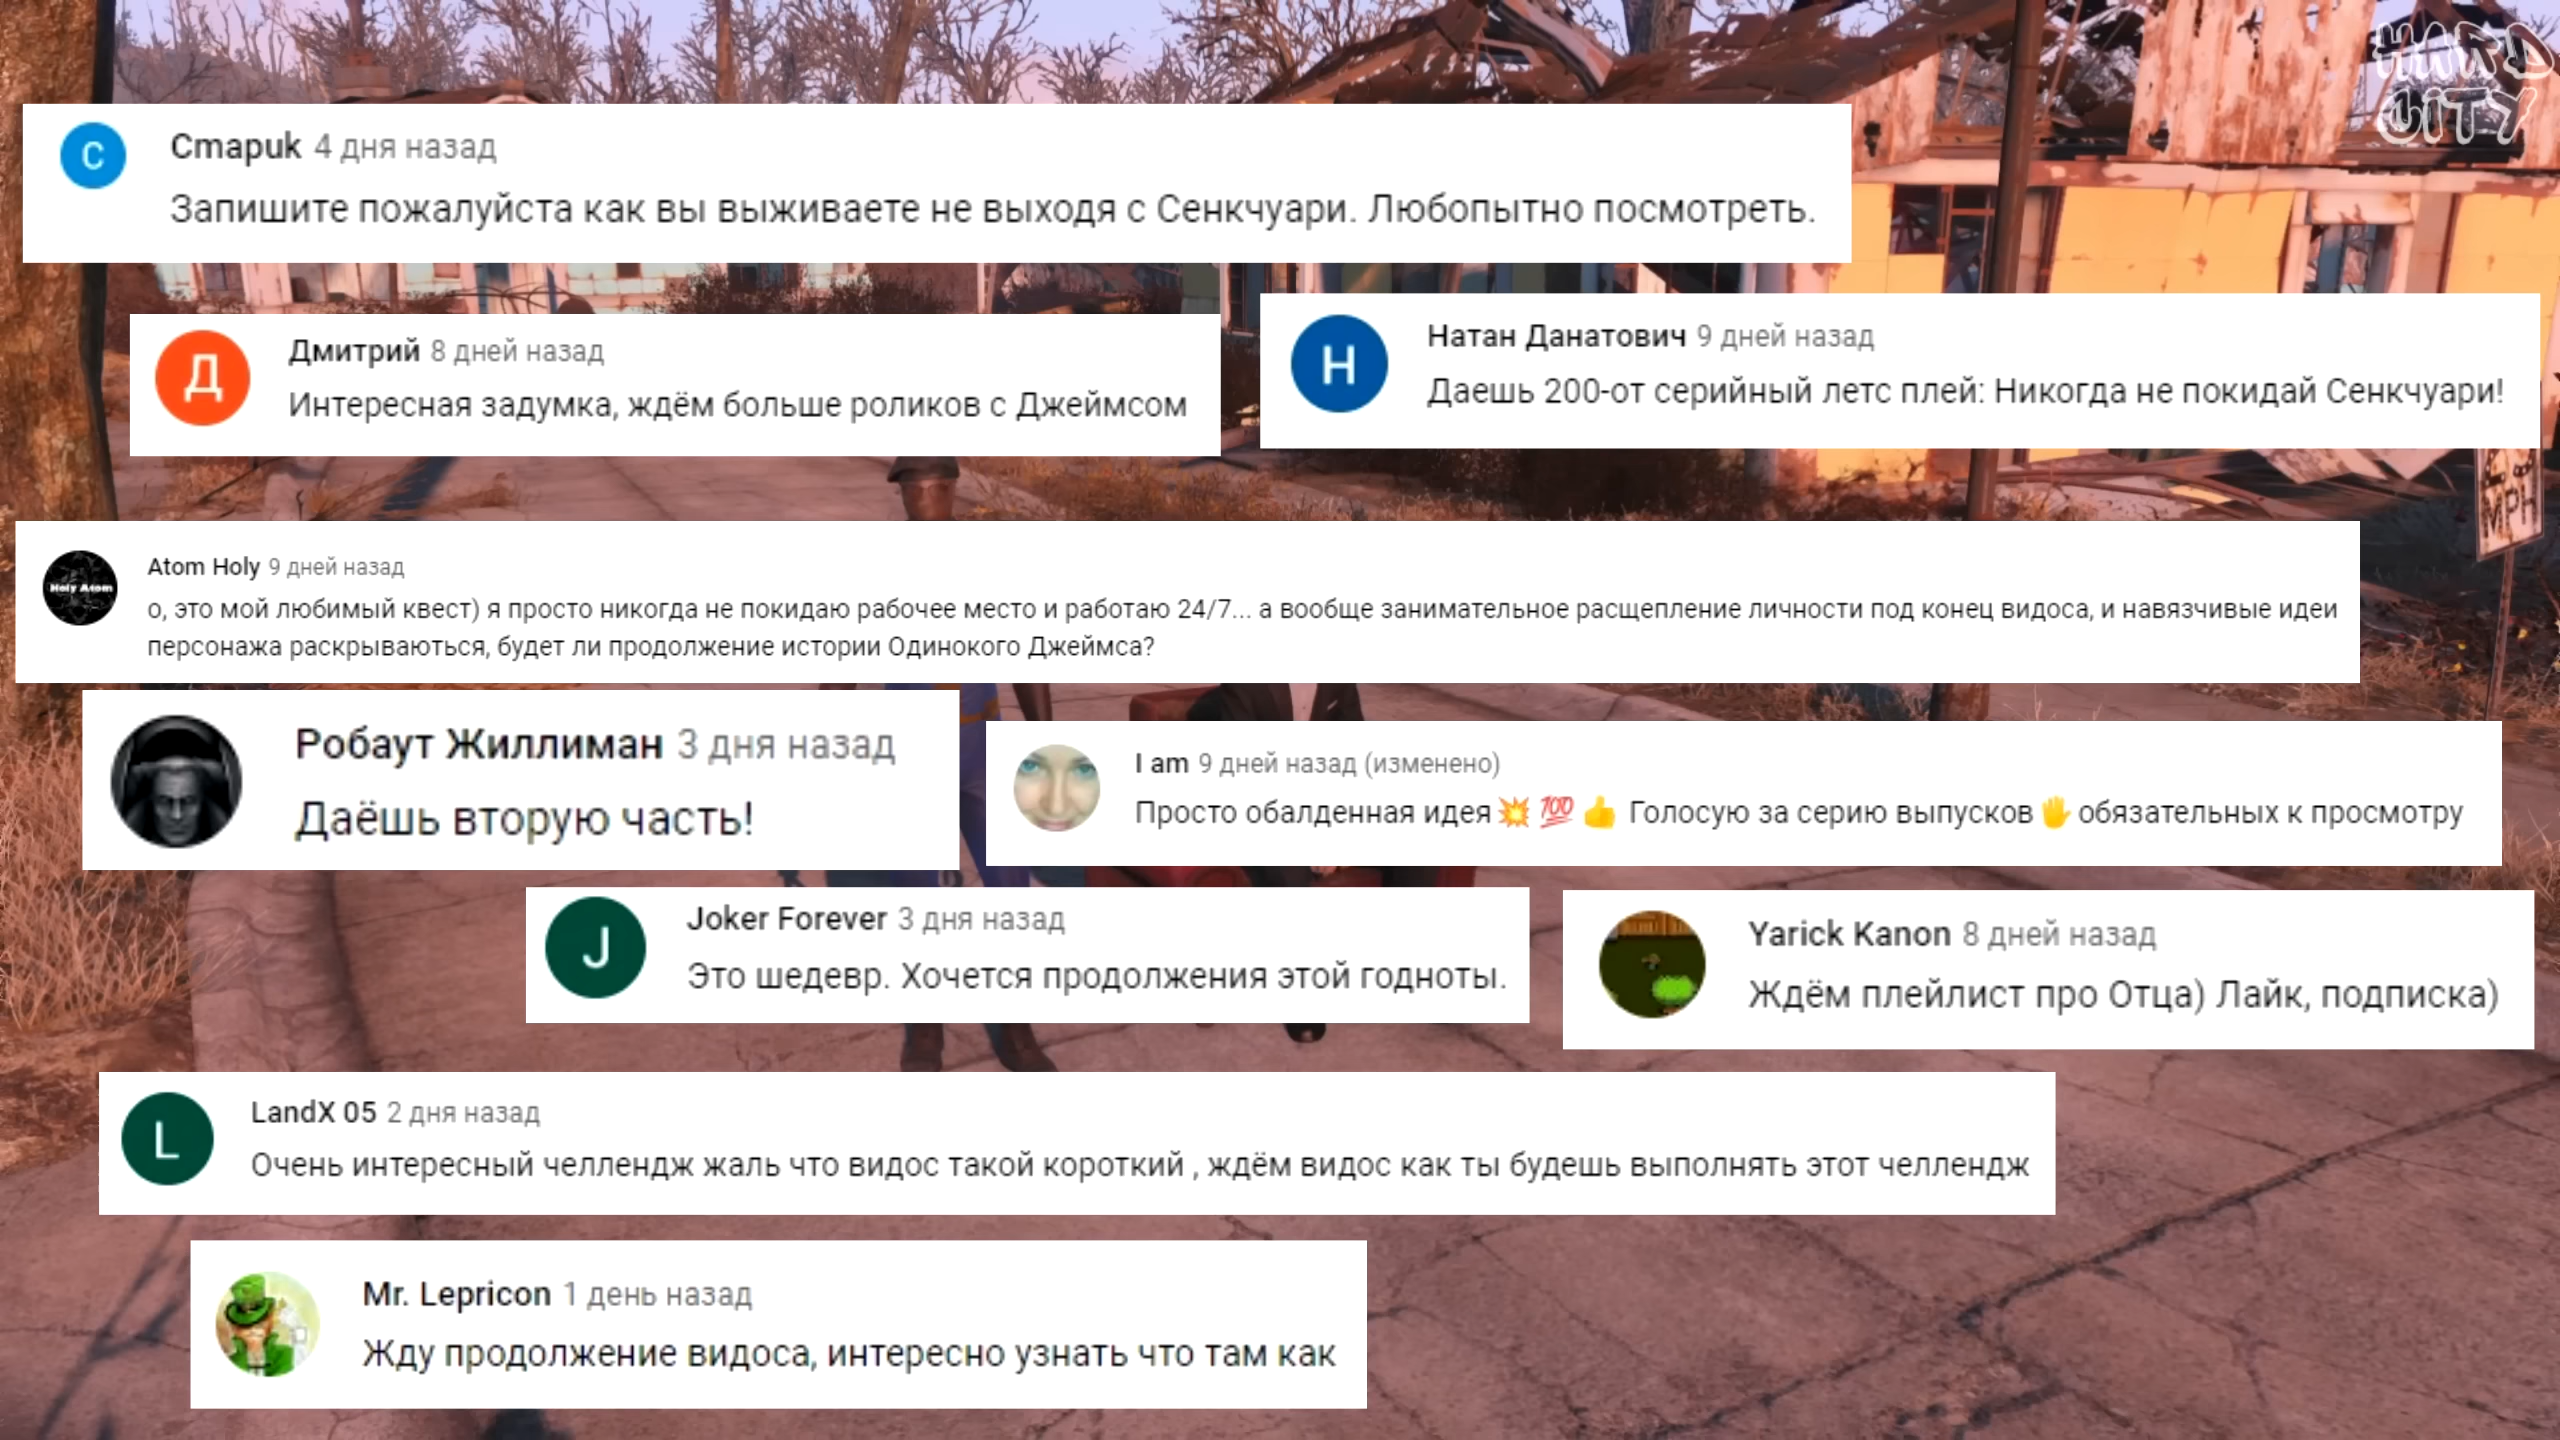 HARD
CITY
С
Cmapuk 4 дня назад
Запишите пожалуйста как вы выживаете не выходя с Сенкчуари. Любопытно посмотреть.
Д
Дмитрий 8 дней назад
Интересная задумка, ждём больше роликов с Джеймсом
Н
Натан Данатович 9 дней назад
Даешь 200-от серийный летс плей: Никогда не покидай Сенкчуари!
MPH
Holy Atom
Atom Holy 9 дней назад
о, это мой любимый квест) я просто никогда не покидаю рабочее место и работаю 24/7... а вообще занимательное расщепление личности под конец видоса, и навязчивые идеи
персонажа раскрываються, будет ли продолжение истории Одинокого Джеймса?
Робаут Жиллиман 3 дня назад
Даёшь вторую часть!
I am 9 дней назад (изменено)
Просто обалденная идея💥 💯 👍 Голосую за серию выпусков🖐 обязательных к просмотру
J
Joker Forever 3 дня назад
Это шедевр. Хочется продолжения этой годноты.
Yarick Kanon 8 дней назад
Ждём плейлист про Отца) Лайк, подписка)
L
LandX 05 2 дня назад
Очень интересный челлендж жаль что видос такой короткий , ждём видос как ты будешь выполнять этот челлендж
Mr. Lepricon 1 день назад
Жду продолжение видоса, интересно узнать что там как